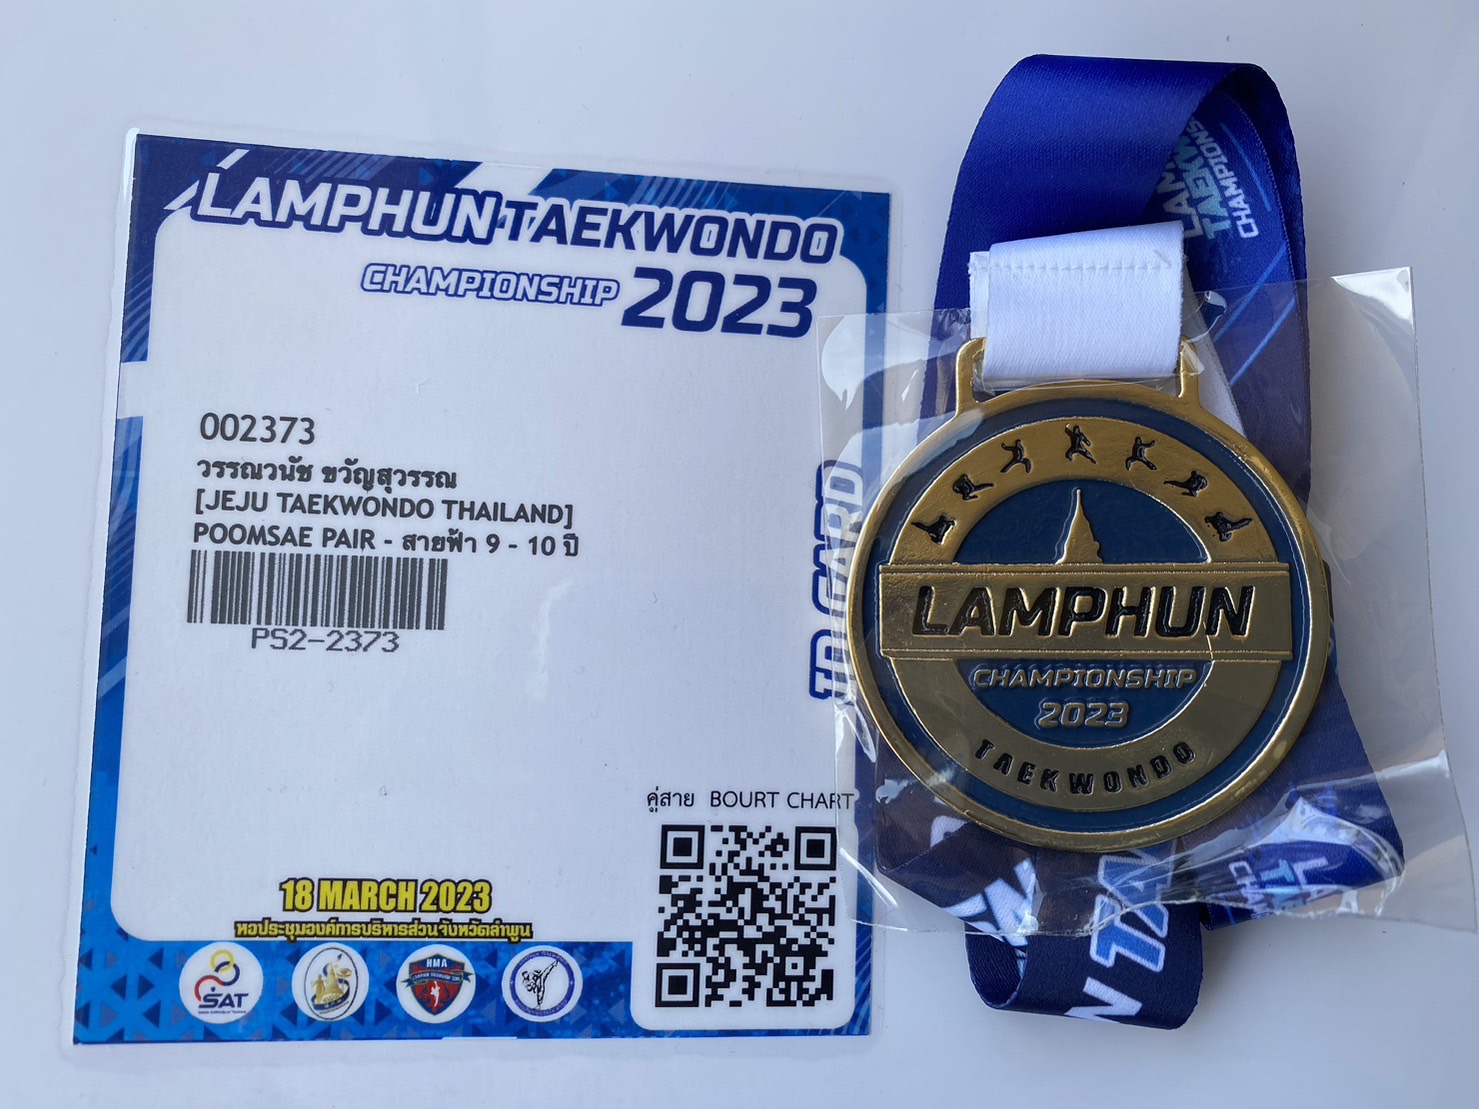 LAMPHUN TAEKWONDO
CHAMPIONSHIP 2023
002373
วรรณวนัช ขวัญสุวรรณ
[JEJU TAEKWONDO THAILAND]
POOMSAE PAIR - สายฟ้า 9 - 10 ปี
PS2-2373
ID CARD
คู่สาย BOURT CHART
18 MARCH 2023
หอประชุมองค์การบริหารส่วนจังหวัดลำพูน
SAT
HMA
LAMPHUN
CHAMPIONSHIP
2023
TAEKWONDO
TAEKW
CHAMPIONS